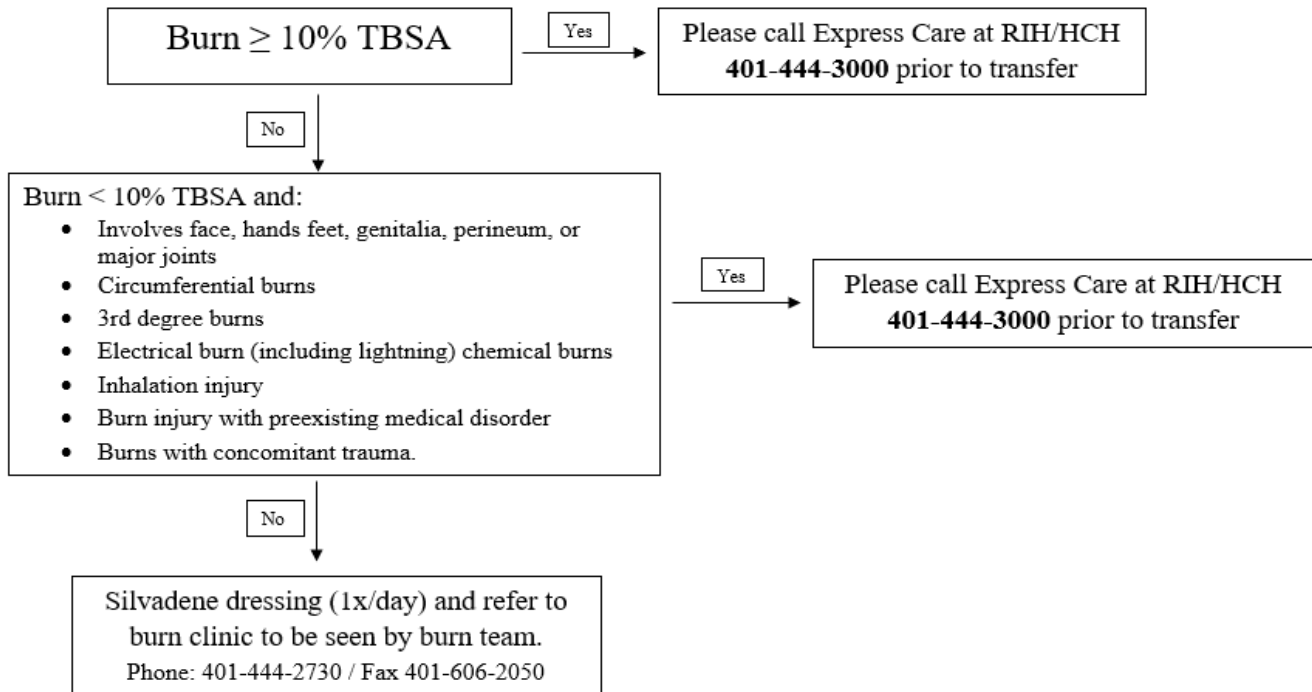 Burn ≥ 10% TBSA
Yes
Please call Express Care at RIH/HCH
401-444-3000 prior to transfer
No
Burn < 10% TBSA and:
• Involves face, hands feet, genitalia, perineum, or
major joints
• Circumferential burns
• 3rd degree burns
• Electrical burn (including lightning) chemical burns
• Inhalation injury
• Burn injury with preexisting medical disorder
• Burns with concomitant trauma.
Yes
Please call Express Care at RIH/HCH
401-444-3000 prior to transfer
No
Silvadene dressing (1x/day) and refer to
burn clinic to be seen by burn team.
Phone: 401-444-2730 / Fax 401-606-2050